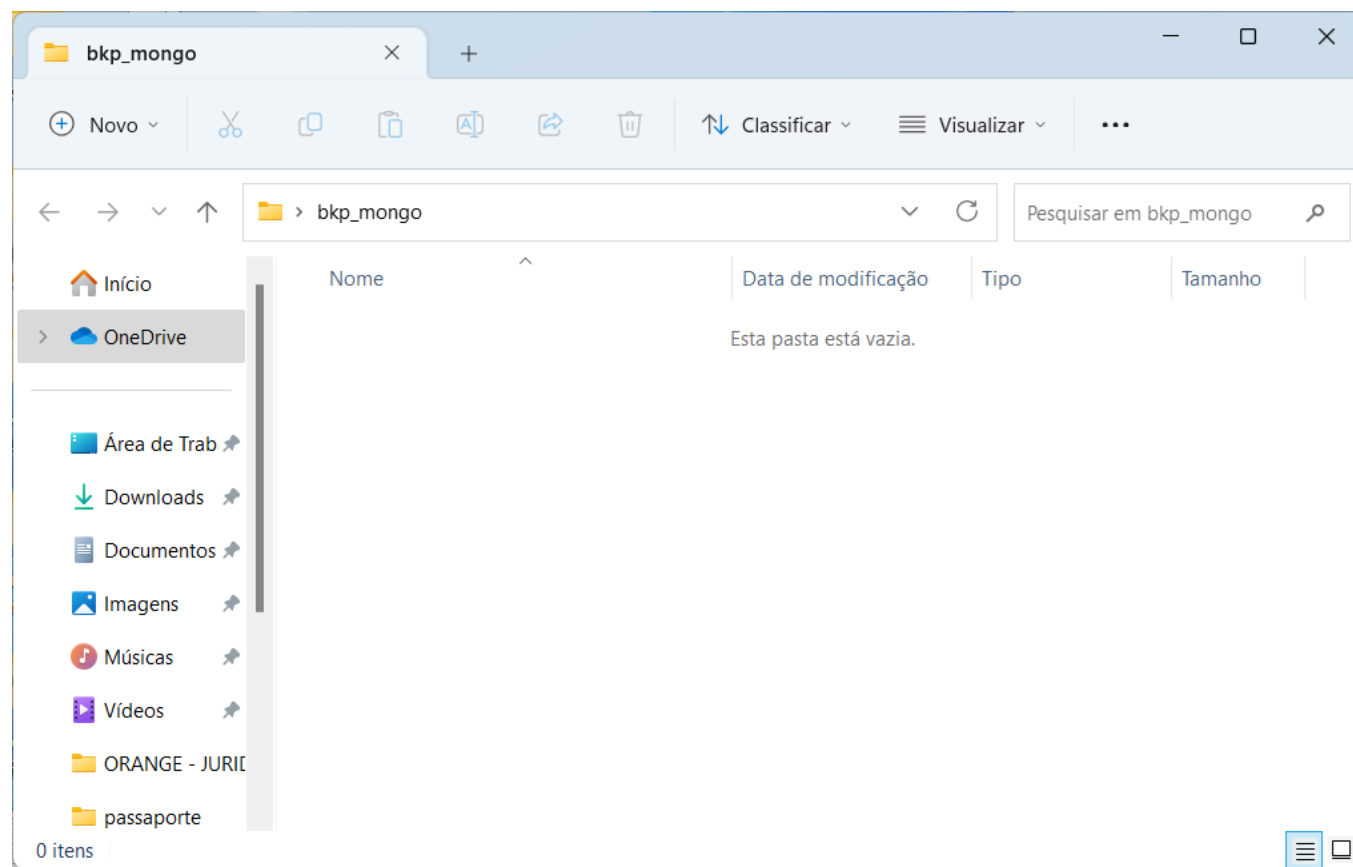 bkp_mongo
Novo
Classificar
Visualizar
bkp_mongo
Pesquisar em bkp_mongo
Início
OneDrive
Área de Trab
Downloads
Documentos
Imagens
Músicas
Vídeos
ORANGE - JURID
passaporte
Nome Data de modificação Tipo Tamanho
Esta pasta está vazia.
0 itens